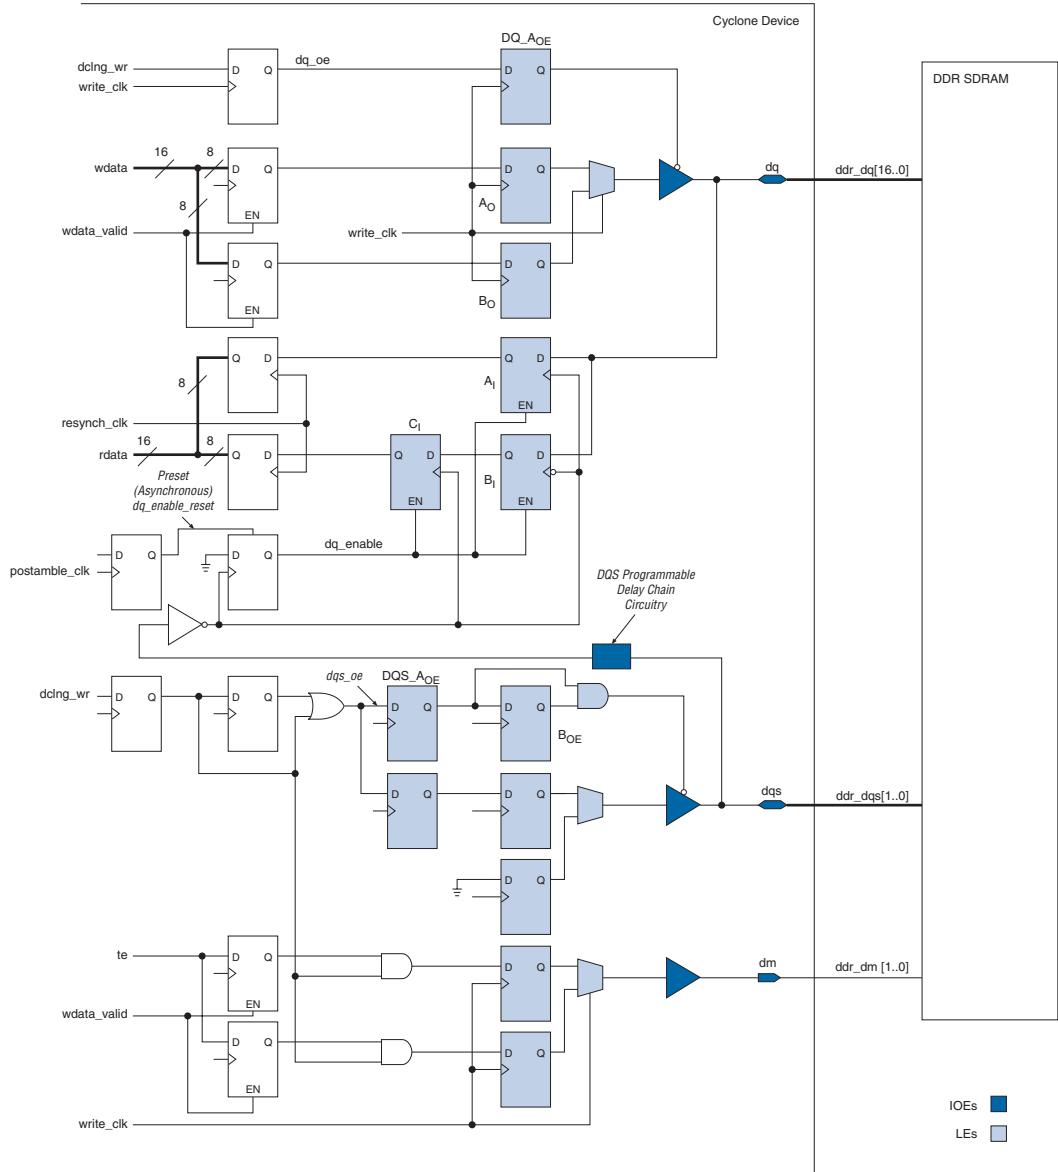 Cyclone Device
DDR SDRAM
DQ_AOE
dclng_wr
D Q
dq_oe
D Q
write_clk
wdata
16
8
D Q
D Q
dq
ddr_dq[16..0]
8
EN
AO
wdata_valid
write_clk
D Q
D Q
EN
BO
8
Q D
Q D
AI
EN
resynch_clk
CI
rdata
16
8
Q D
Q D
Q D
BI
EN
EN
Preset
(Asynchronous)
dq_enable_reset
D Q
D Q
dq_enable
postamble_clk
DQS Programmable
Delay Chain
Circuitry
dclng_wr
D Q
D Q
dqs_oe
DQS_AOE
D Q
D Q
BOE
D Q
D Q
dqs
ddr_dqs[1..0]
D Q
te
D Q
D Q
dm
ddr_dm [1..0]
EN
wdata_valid
D Q
D Q
EN
write_clk
IOEs
LEs